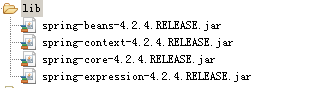 lib
spring-beans-4.2.4.RELEASE.jar
spring-context-4.2.4.RELEASE.jar
spring-core-4.2.4.RELEASE.jar
spring-expression-4.2.4.RELEASE.jar